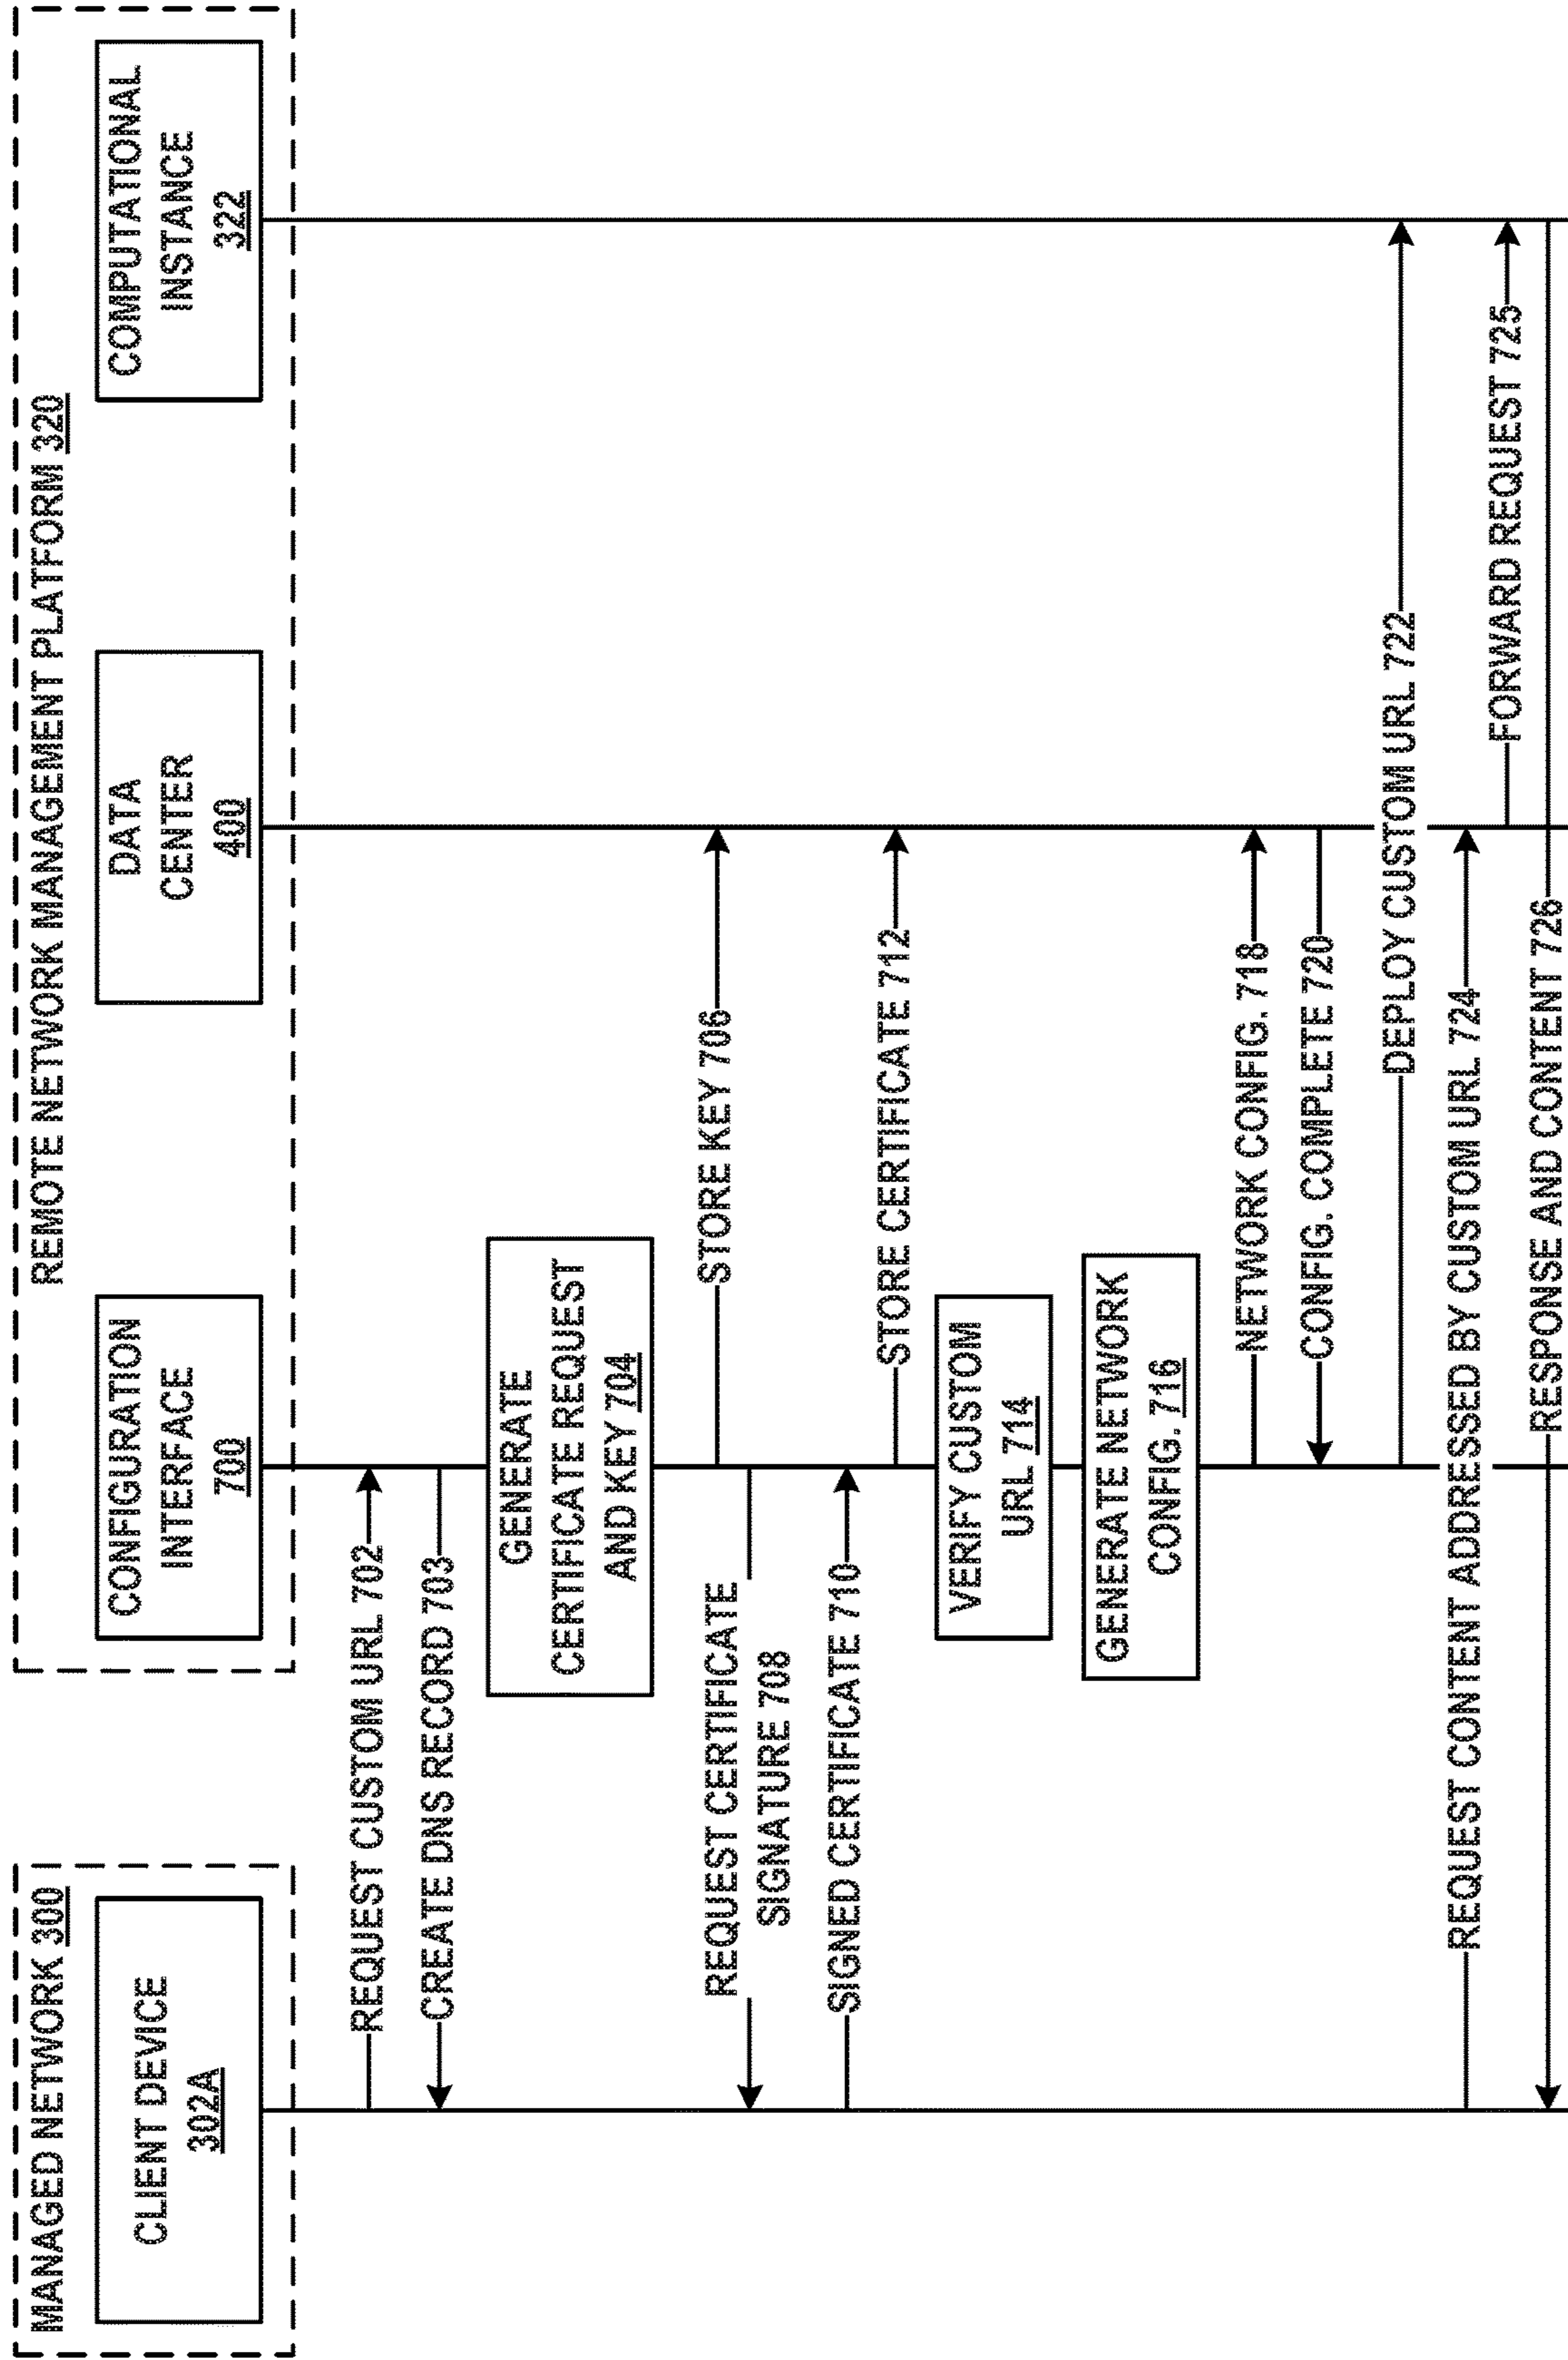 MANAGED NETWORK 300
REMOTE NETWORK MANAGEMENT PLATFORM 320
CLIENT DEVICE
302A
CONFIGURATION
INTERFACE
700
DATA
CENTER
400
COMPUTATIONAL
INSTANCE
322
REQUEST CUSTOM URL 702
CREATE DNS RECORD 703
GENERATE
CERTIFICATE REQUEST
AND KEY 704
STORE KEY 706
REQUEST CERTIFICATE
SIGNATURE 708
SIGNED CERTIFICATE 710
STORE CERTIFICATE 712
VERIFY CUSTOM
URL 714
GENERATE NETWORK
CONFIG. 716
NETWORK CONFIG. 718
CONFIG. COMPLETE 720
DEPLOY CUSTOM URL 722
REQUEST CONTENT ADDRESSED BY CUSTOM URL 724
FORWARD REQUEST 725
RESPONSE AND CONTENT 726